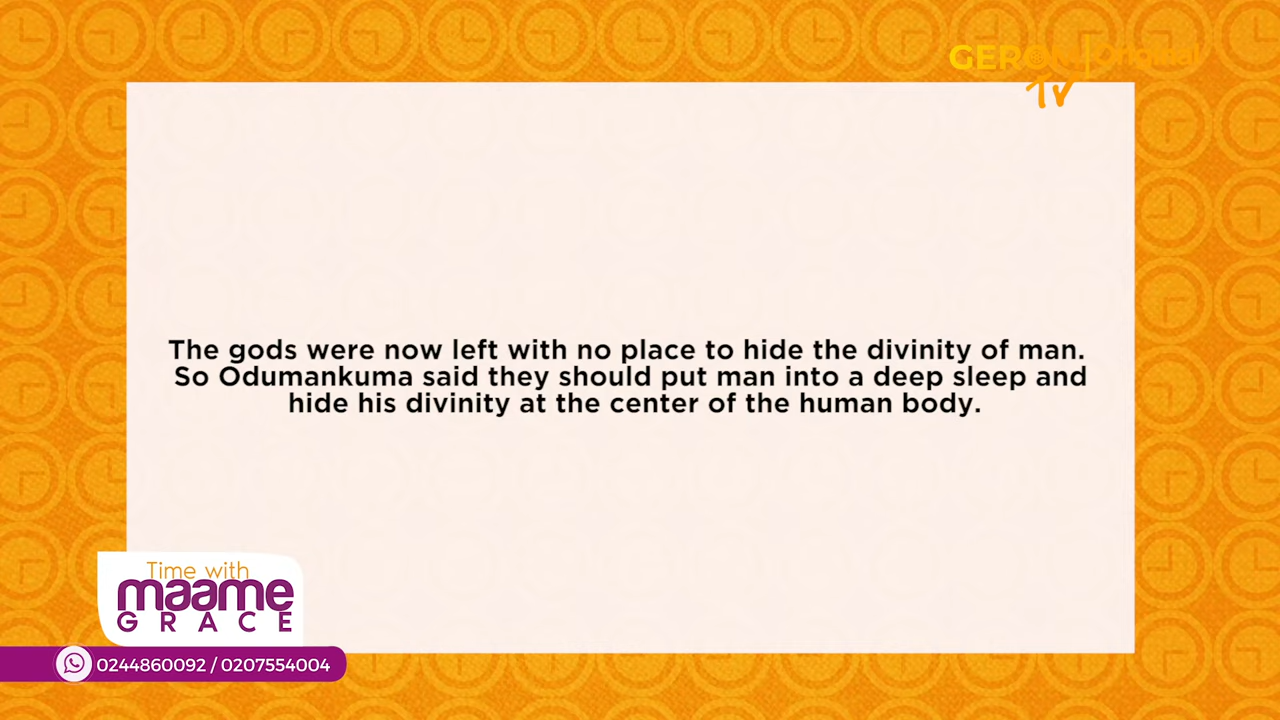 TV
The gods were now left with no place to hide the divinity of man.
So Odumankuma said they should put man into a deep sleep and
hide his divinity at the center of the human body.
Time with
maame
GRACE
0244860092 / 0207554004